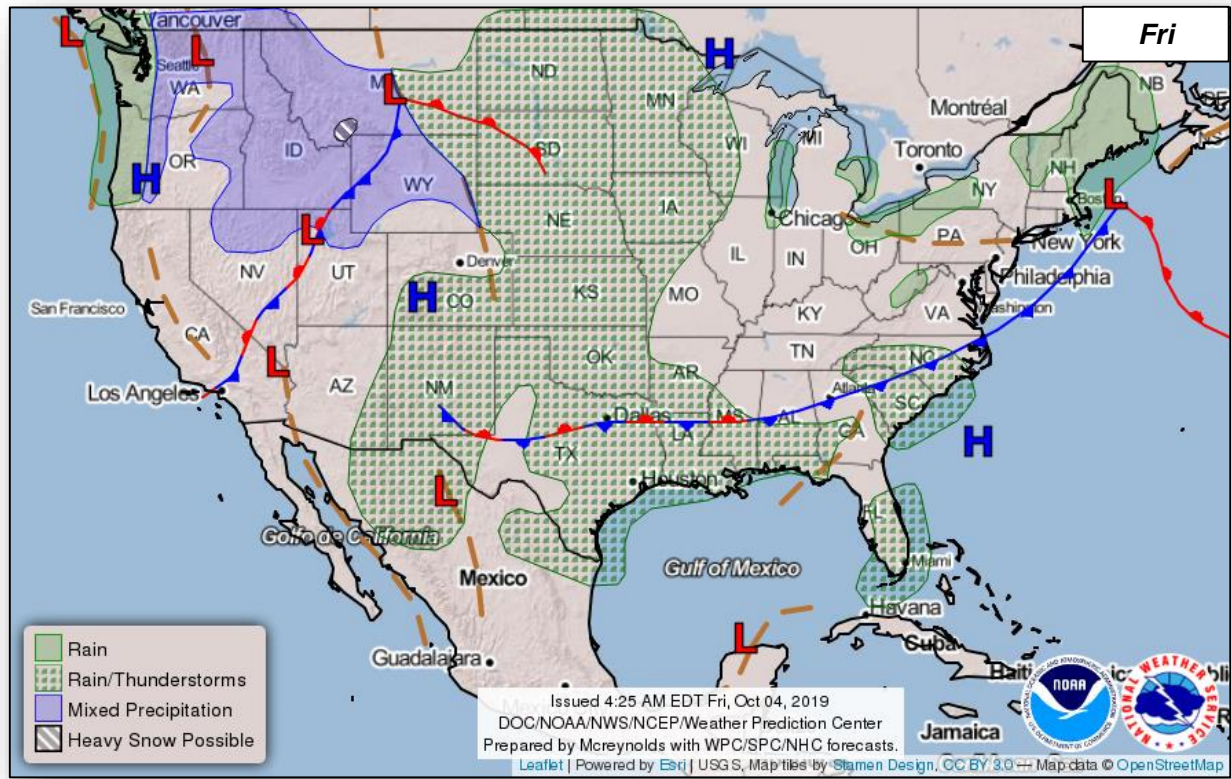 Fri
Vancouver
Seattle
WA
OR
ID
ND
MN
SD
WY
NE
IA
WI
MI
Montréal
Toronto
NB
NH
NY
Boston
Chicago
OH
PA
New York
Philadelphia
Washington
NV
UT
Denver
CO
KS
MO
IL
IN
KY
VA
San Francisco
CA
Los Angeles
AZ
NM
OK
AR
TN
NC
Atlanta
SC
Dallas
MS
AL
GA
LA
TX
Houston
FL
Miami
Golfo de California
Mexico
Gulf of Mexico
Havana
Cuba
Guadalajara
Jamaica
L
L
L
L
L
L
L
L
H
H
H
H
Rain
Rain/Thunderstorms
Mixed Precipitation
Heavy Snow Possible
Issued 4:25 AM EDT Fri, Oct 04, 2019
DOC/NOAA/NWS/NCEP/Weather Prediction Center
Prepared by Mcreynolds with WPC/SPC/NHC forecasts.
Leaflet | Powered by Esri | USGS, Map tiles by Stamen Design, CC BY 3.0 — Map data © OpenStreetMap
NOAA
NATIONAL WEATHER SERVICE